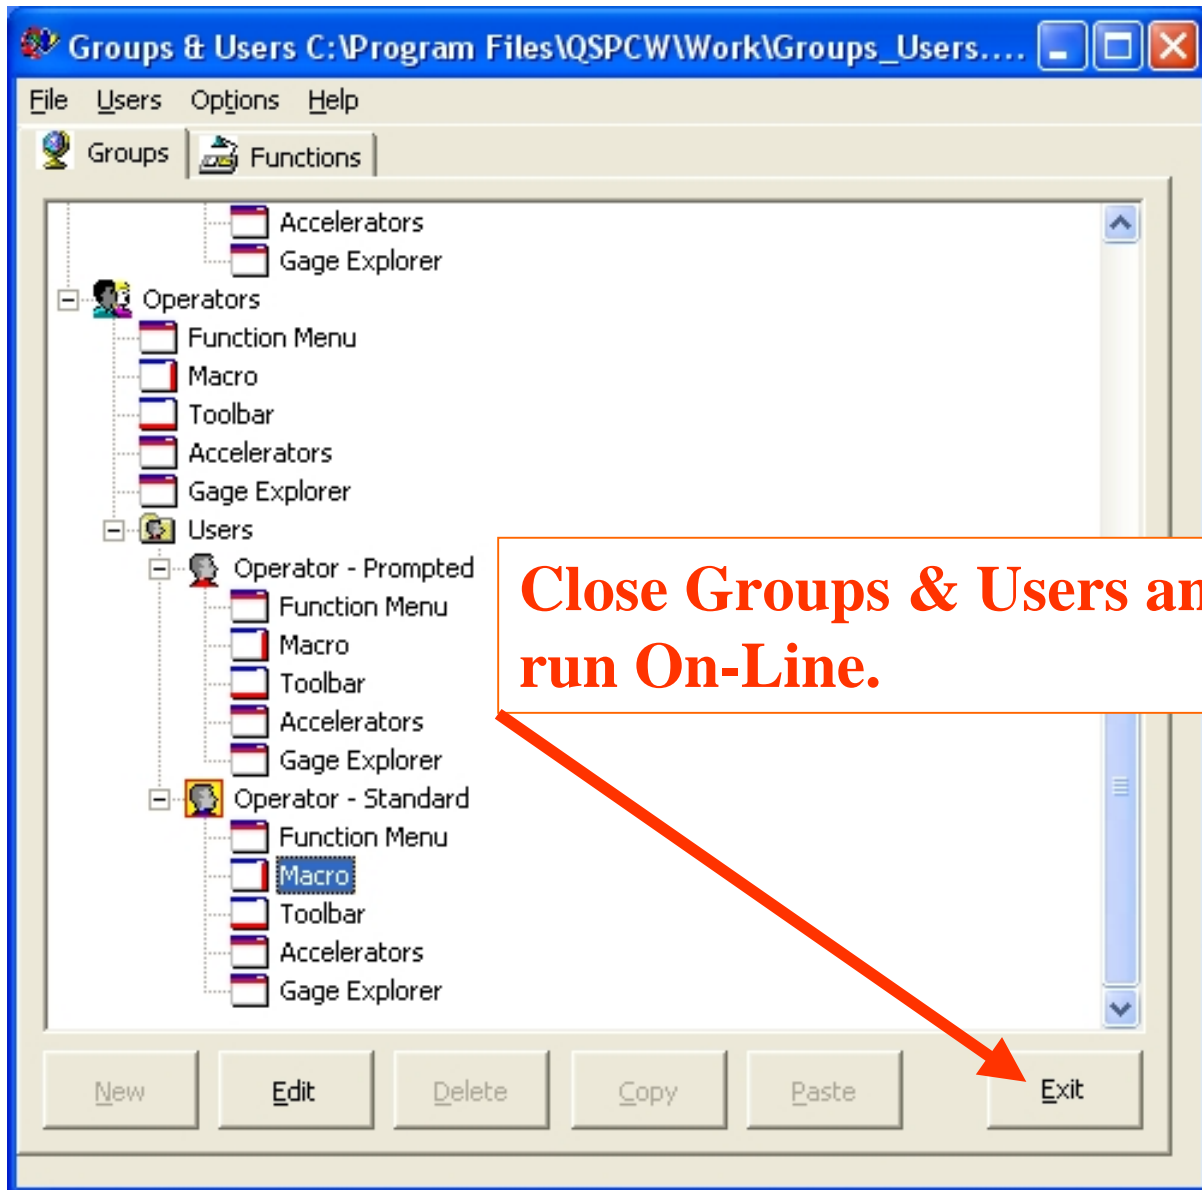 Groups & Users C:\Program Files\QSPCW\Work\Groups_Users....
File Users Options Help
Groups Functions
Accelerators
Gage Explorer
Operators
Function Menu
Macro
Toolbar
Accelerators
Gage Explorer
Users
Operator - Prompted
Function Menu
Macro
Toolbar
Accelerators
Gage Explorer
Operator - Standard
Function Menu
Macro
Toolbar
Accelerators
Gage Explorer
Close Groups & Users an
run On-Line.
New Edit Delete Copy Paste Exit